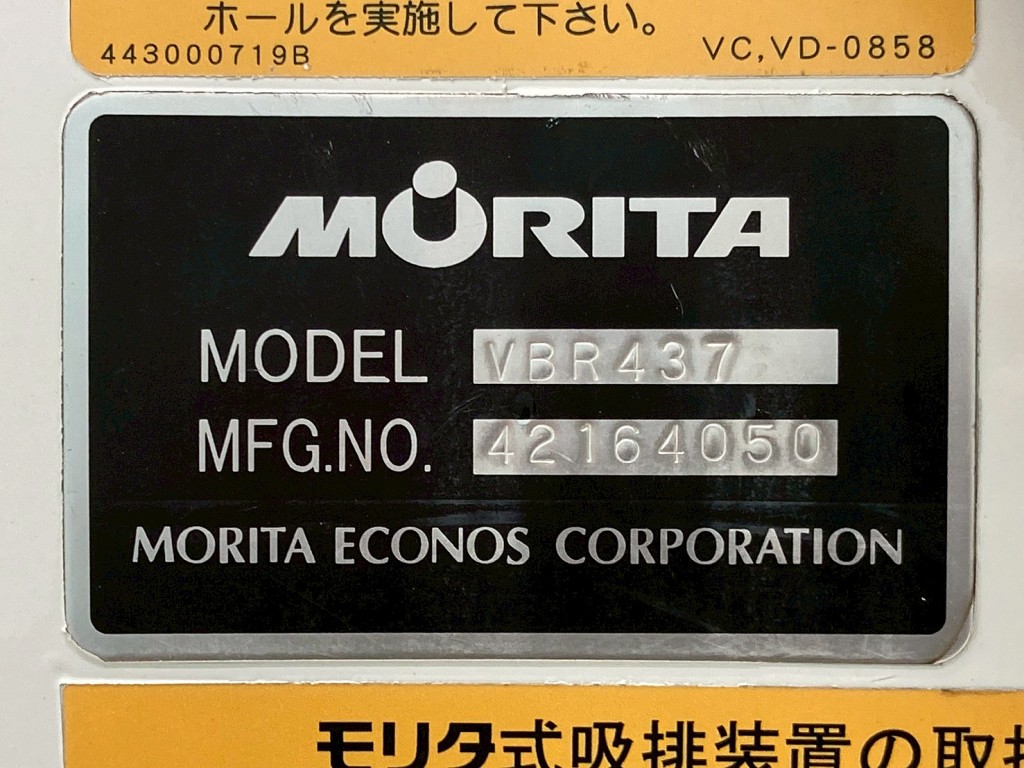 ホールを実施して下さい。
443000719B VC,VD-0858
MORITA
MODEL VBR437
MFG.NO. 42164050
MORITA ECONOS CORPORATION
モリタ式吸排装置の取扱